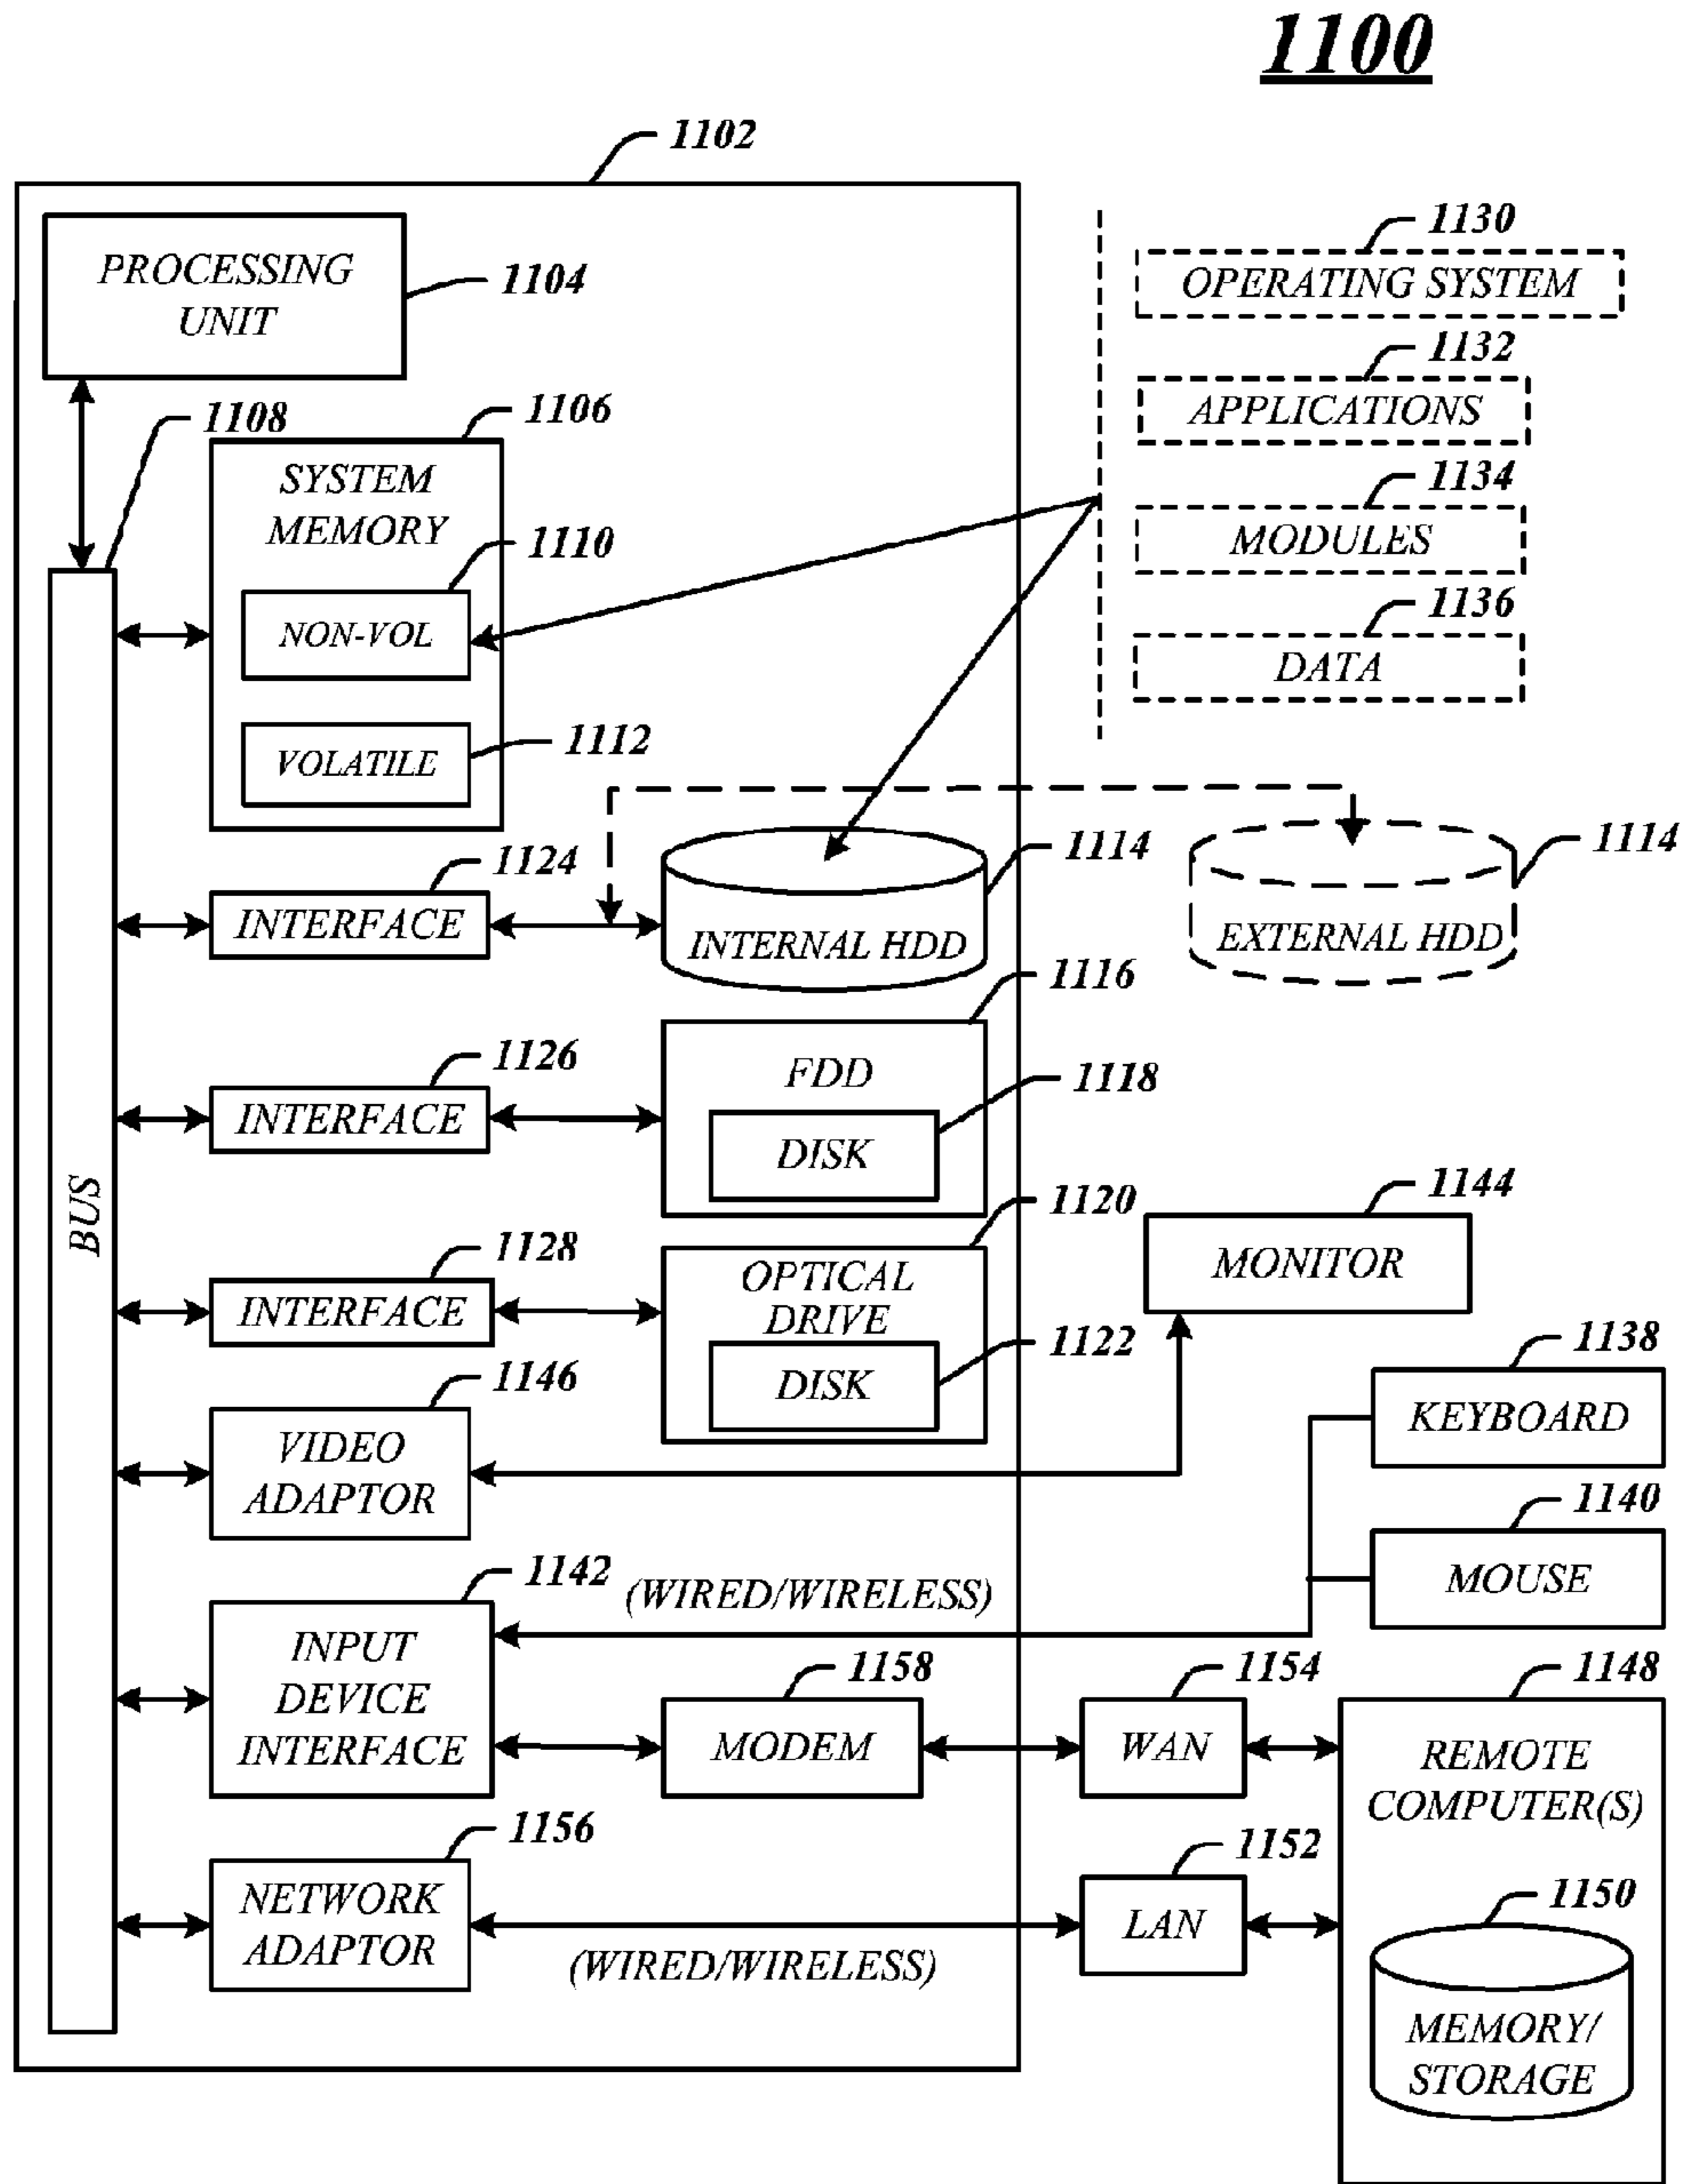 1100
1102
PROCESSING
UNIT
1104
1130
OPERATING SYSTEM
1132
APPLICATIONS
1134
MODULES
1136
DATA
1108
1106
SYSTEM
MEMORY
1110
NON-VOL
1112
VOLATILE
1124
INTERFACE
1114
INTERNAL HDD
1114
EXTERNAL HDD
1116
FDD
1118
DISK
1126
INTERFACE
BUS
1120
OPTICAL
DRIVE
1122
DISK
1128
INTERFACE
1144
MONITOR
1146
VIDEO
ADAPTOR
1138
KEYBOARD
1140
MOUSE
1142
INPUT
DEVICE
INTERFACE
(WIRED/WIRELESS)
1158
MODEM
1154
WAN
1148
REMOTE
COMPUTER(S)
1156
NETWORK
ADAPTOR
(WIRED/WIRELESS)
1152
LAN
1150
MEMORY/
STORAGE